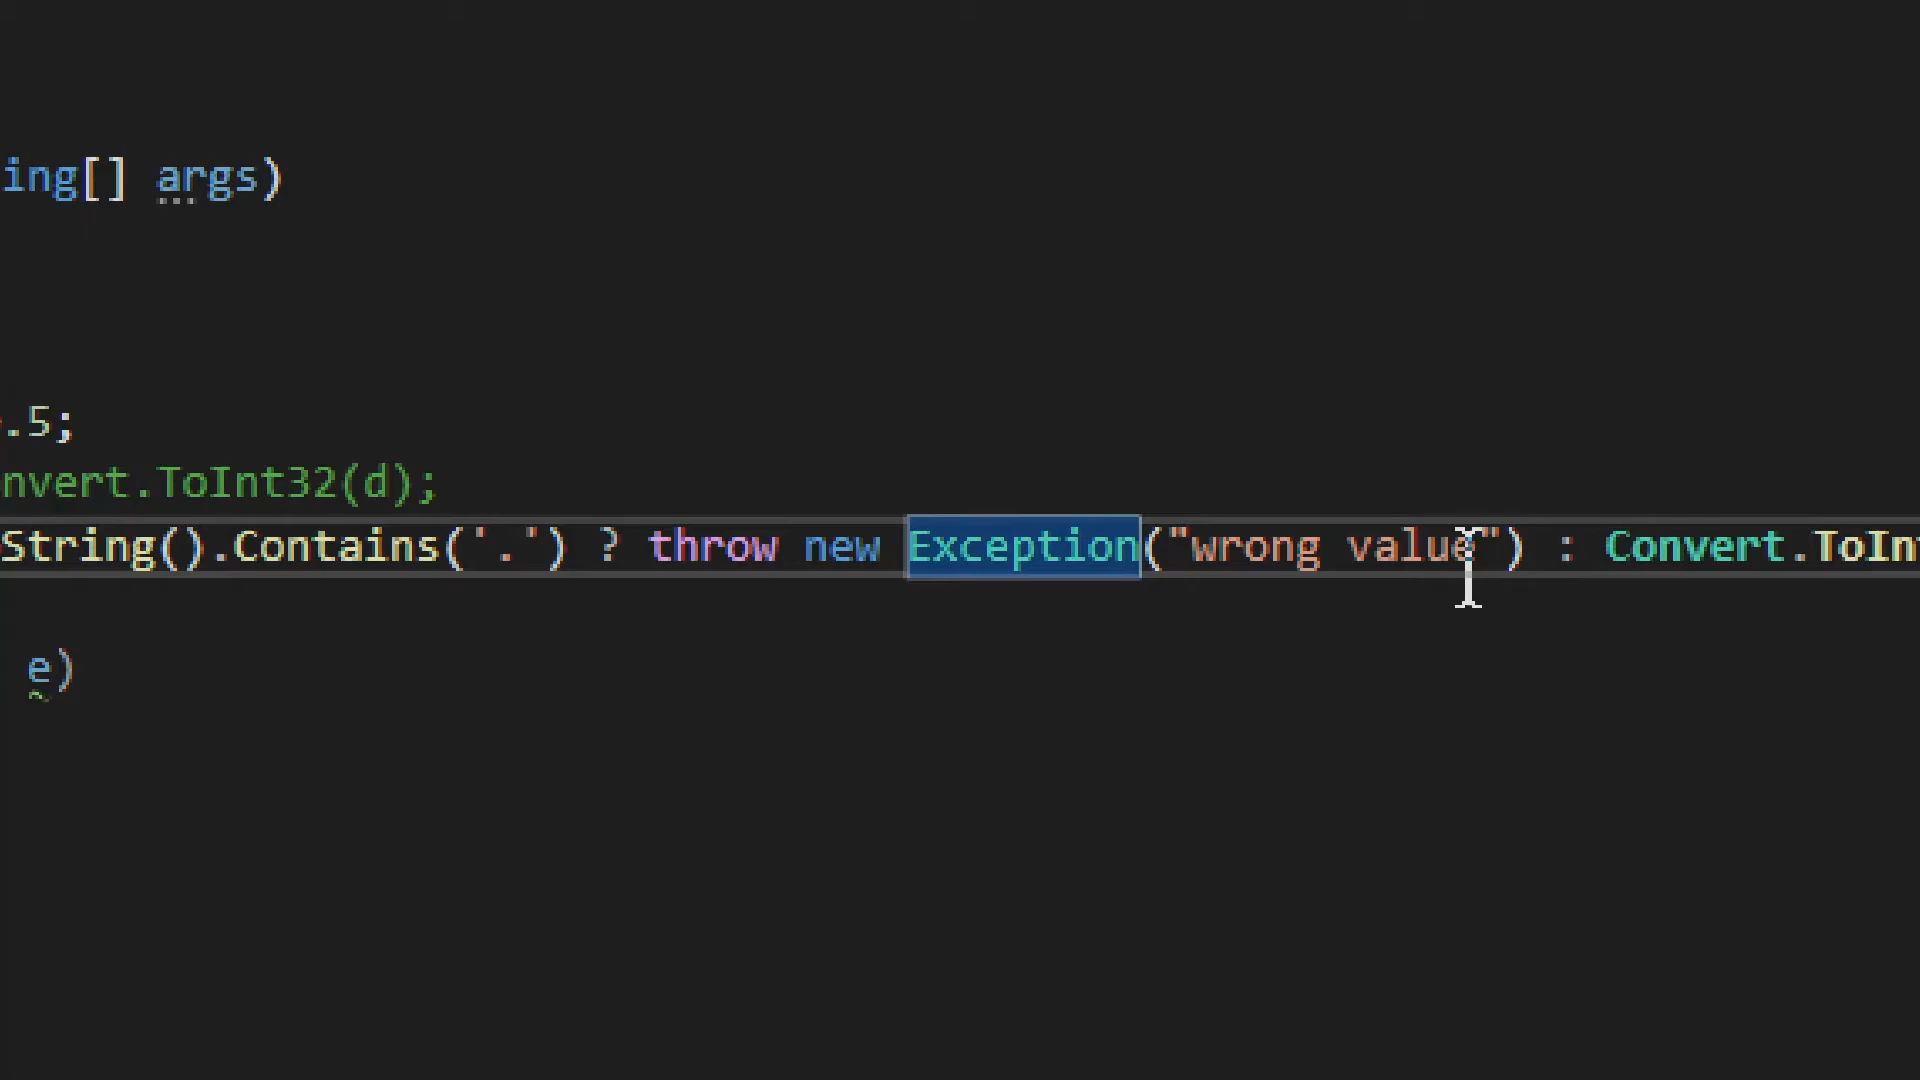 ing[] args)
.5;
nvert.ToInt32(d);
String().Contains('.') ? throw new Exception("wrong value") : Convert.ToIn
e)